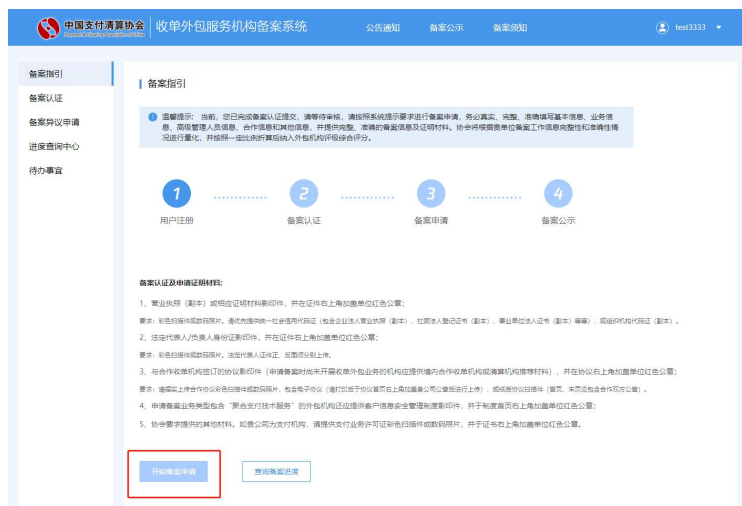 中国支付清算协会
收单外包服务机构备案系统
公告通知
备案公示
备案须知
test3333
备案指引
备案认证
备案异议申请
进度查询中心
待办事宜
备案指引
温馨提示: 当前，您已完成备案认证提交，请等待审核，请按照系统提示要求进行备案申请，务必真实、完整、准确填写基本信息、业务信
息、高级管理人员信息、合作信息和其他信息，并提供完整、准确的备案信息及证明材料。协会将根据贵单位备案工作信息完整性和准确性情
况进行量化，并按照一定比例折算后纳入外包机构评级综合评分。
1
2
3
4
用户注册
备案认证
备案申请
备案公示
备案认证及申请证明材料:
1、营业执照（副本）或相应证明材料影印件，并在证件右上角加盖单位红色公章；
要求：彩色扫描件或数码照片。请优先提供统一社会信用代码证（包含企业法人营业执照（副本）、社团法人登记证书（副本）、事业单位法人证书（副本）等等），或组织机构代码证（副本）。
2、法定代表人/负责人身份证影印件，并在证件右上角加盖单位红色公章；
要求：彩色扫描件或数码照片。法定代表人证件正、反面须分别上传。
3、与合作收单机构签订的协议影印件（申请备案时尚未开展收单外包业务的机构应提供境内合作收单机构或清算机构推荐材料），并在协议右上角加盖单位红色公章；
要求：请据实上传合作协议彩色扫描件或数码照片，包含电子协议（请打印后于协议首页右上角加盖贵公司公章后进行上传），或纸质协议扫描件（首页、末页应包含合作双方公章）。
4、申请备案业务类型包含“聚合支付技术服务”的外包机构还应提供客户信息安全管理制度影印件，并于制度首页右上角加盖单位红色公章；
5、协会要求提供的其他材料。如贵公司为支付机构，请提供支付业务许可证彩色扫描件或数码照片，并于证书右上角加盖单位红色公章。
开始备案申请
查询备案进度